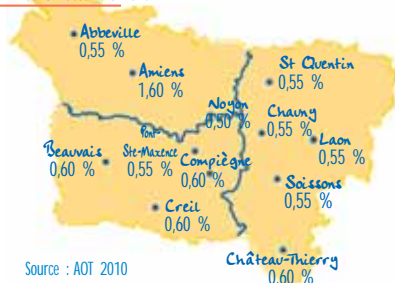 Abbeville
0,55 %
Amiens
1,60 %
St Quentin
0,55 %
Noyon
0,50 %
Chauny
0,55 %
Laon
0,55 %
Beauvais
0,60 %
Pont-
Ste-Maxence
0,55 %
Compiègne
0,60 %
Soissons
0,55 %
Creil
0,60 %
Château-Thierry
0,60 %
Source : AOT 2010